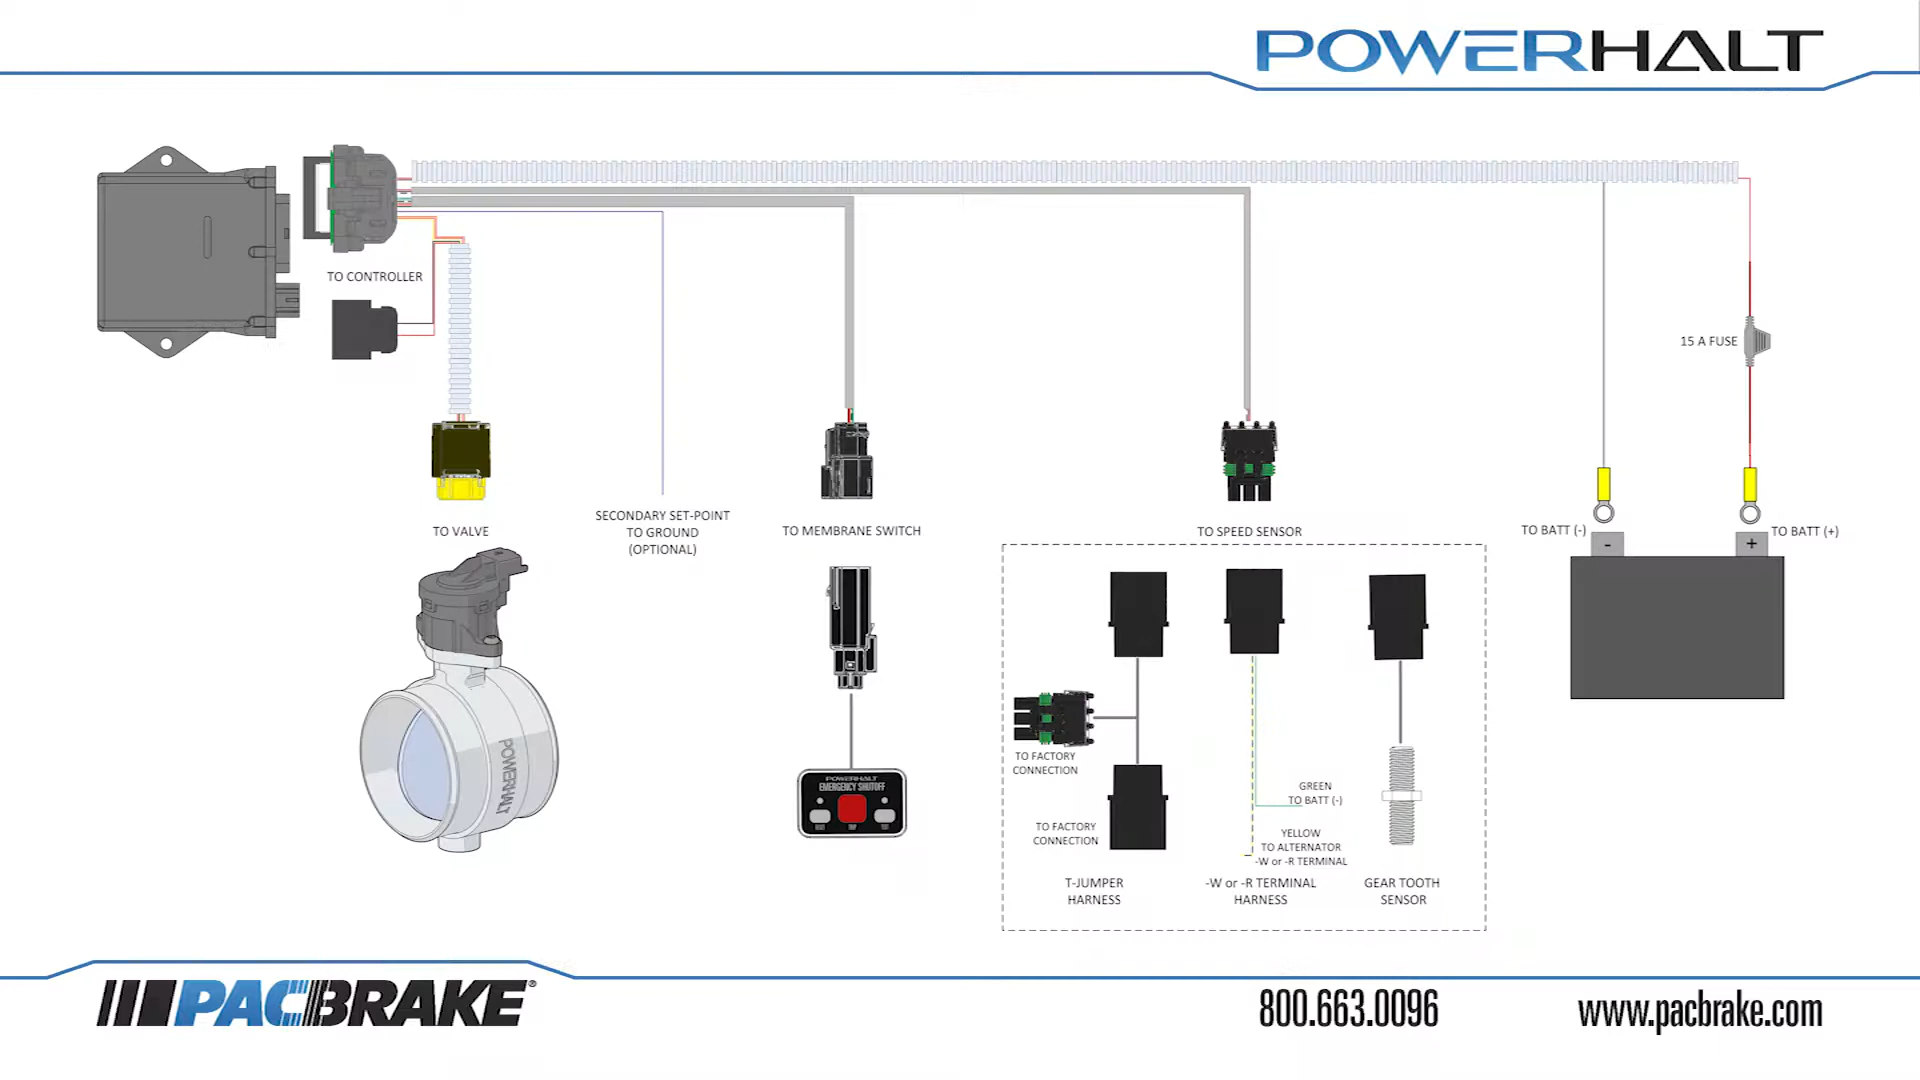 POWERHALT
TO CONTROLLER
15 A FUSE
TO VALVE
SECONDARY SET-POINT
TO GROUND
(OPTIONAL)
TO MEMBRANE SWITCH
TO SPEED SENSOR
TO BATT (-)
TO BATT (+)
-
+
POWERHALT
POWERHALT
EMERGENCY SHUTOFF
TO FACTORY
CONNECTION
TO FACTORY
CONNECTION
GREEN
TO BATT (-)
YELLOW
TO ALTERNATOR
-W or -R TERMINAL
T-JUMPER
HARNESS
-W or -R TERMINAL
HARNESS
GEAR TOOTH
SENSOR
PACBRAKE®
800.663.0096
www.pacbrake.com